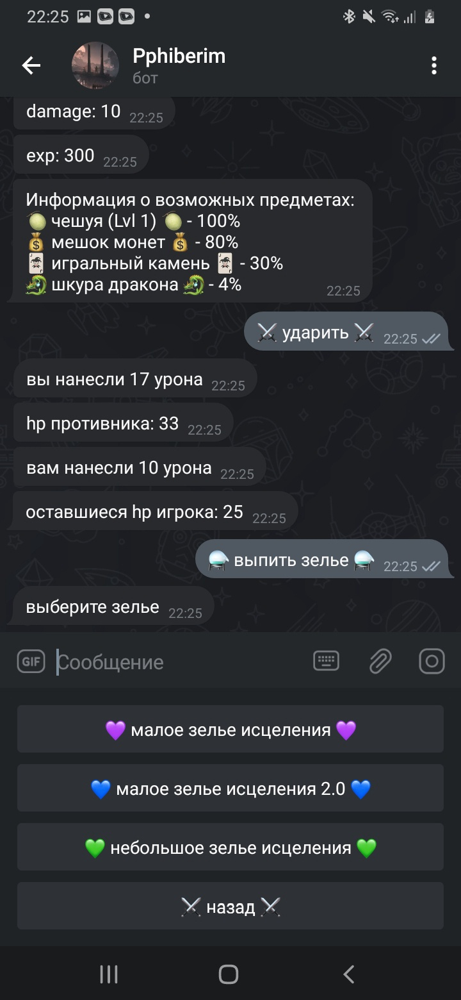 22:25
Pphiberim
бот
damage: 10 22:25
exp: 300 22:25
Информация о возможных предметах:
🍈 чешуя (Lvl 1) 🍈 - 100%
💰 мешок монет 💰 - 80%
🃏 игральный камень 🃏 - 30%
🐉 шкура дракона 🐉 - 4% 22:25
⚔️ ударить ⚔️ 22:25
вы нанесли 17 урона 22:25
hp противника: 33 22:25
вам нанесли 10 урона 22:25
оставшиеся hp игрока: 25 22:25
🔮 выпить зелье 🔮 22:25
выберите зелье 22:25
GIF Сообщение
💜 малое зелье исцеления 💜
💙 малое зелье исцеления 2.0 💙
💚 небольшое зелье исцеления 💚
⚔️ назад ⚔️